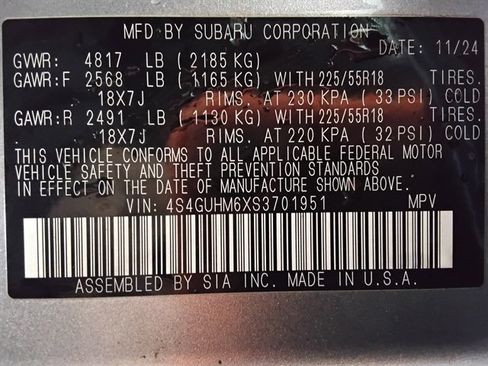 MFD BY SUBARU CORPORATION
DATE: 11/24
GVWR: 4817 LB (2185 KG)
GAWR:F 2568 LB (1165 KG) WITH 225/55R18 TIRES.
18X7J RIMS. AT 230 KPA (33 PSI) COLD
GAWR:R 2491 LB (1130 KG) WITH 225/55R18 TIRES.
18X7J RIMS. AT 220 KPA (32 PSI) COLD
THIS VEHICLE CONFORMS TO ALL APPLICABLE FEDERAL MOTOR
VEHICLE SAFETY AND THEFT PREVENTION STANDARDS
IN EFFECT ON THE DATE OF MANUFACTURE SHOWN ABOVE.
VIN: 4S4GUHM6XS3701951 MPV
ASSEMBLED BY SIA INC. MADE IN U.S.A.